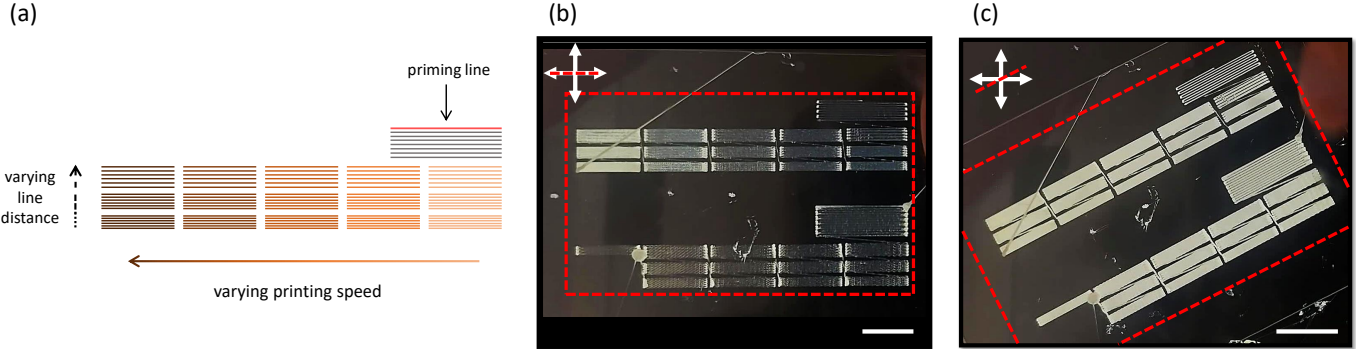 (a)
(b)
(c)
priming line
varying
line
distance
varying printing speed